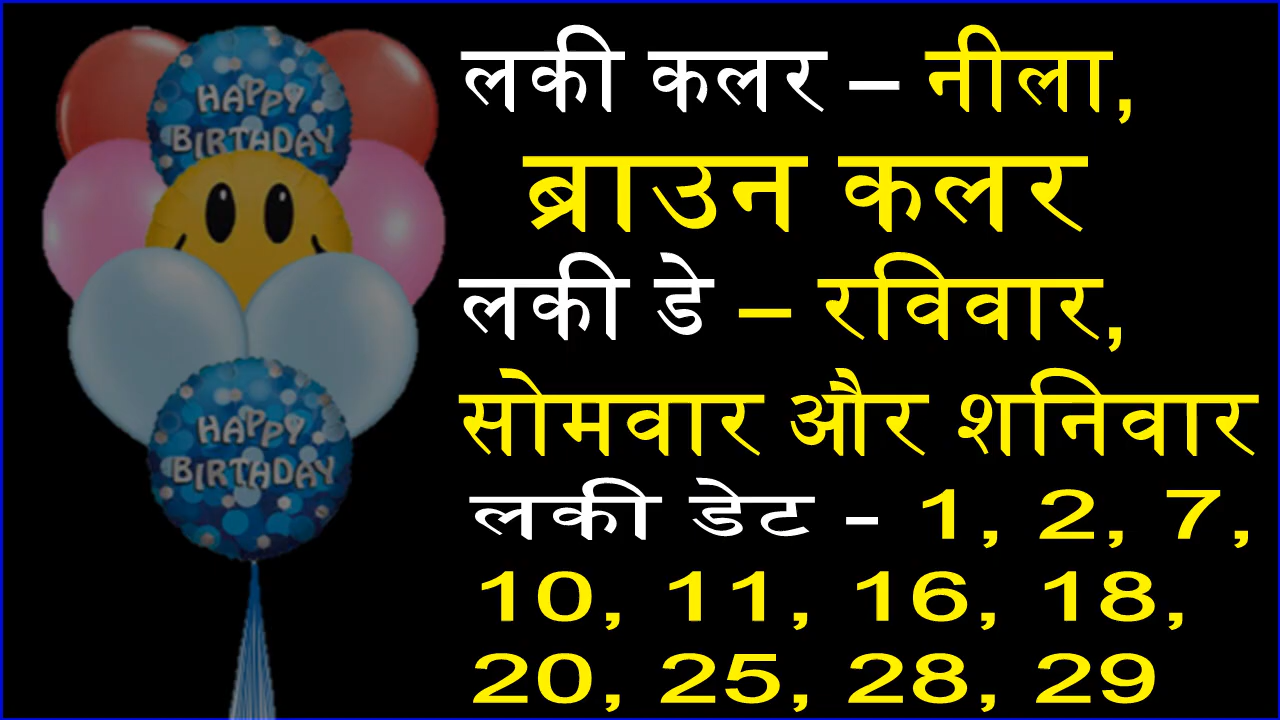 HAPPY
BIRTHDAY
HAPPY
BIRTHDAY
लकी कलर – नीला,
ब्राउन कलर
लकी डे – रविवार,
सोमवार और शनिवार
लकी डेट - 1, 2, 7,
10, 11, 16, 18,
20, 25, 28, 29